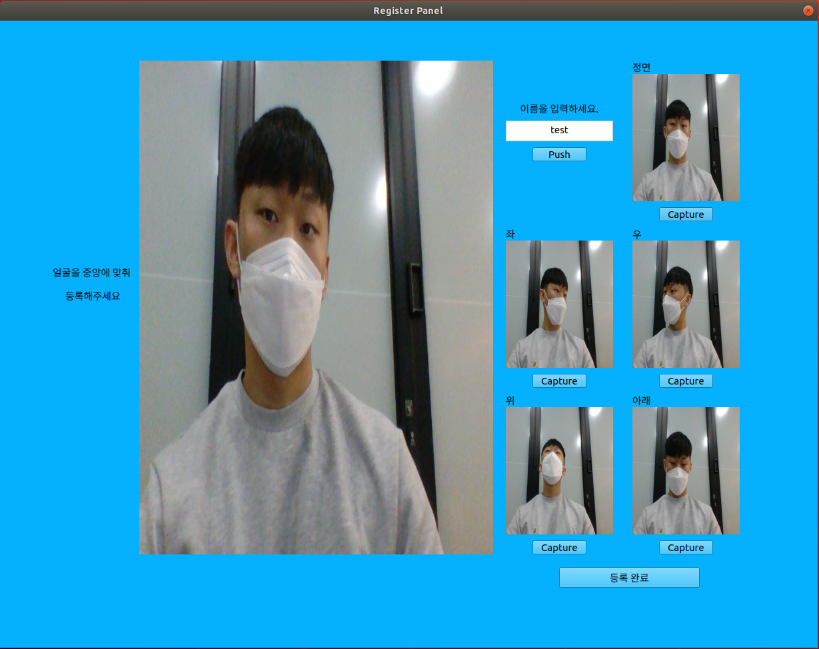 Register Panel
얼굴을 중앙에 맞춰
등록해주세요
이름을 입력하세요.
test
Push
정면
Capture
좌
Capture
우
Capture
위
Capture
아래
Capture
등록 완료